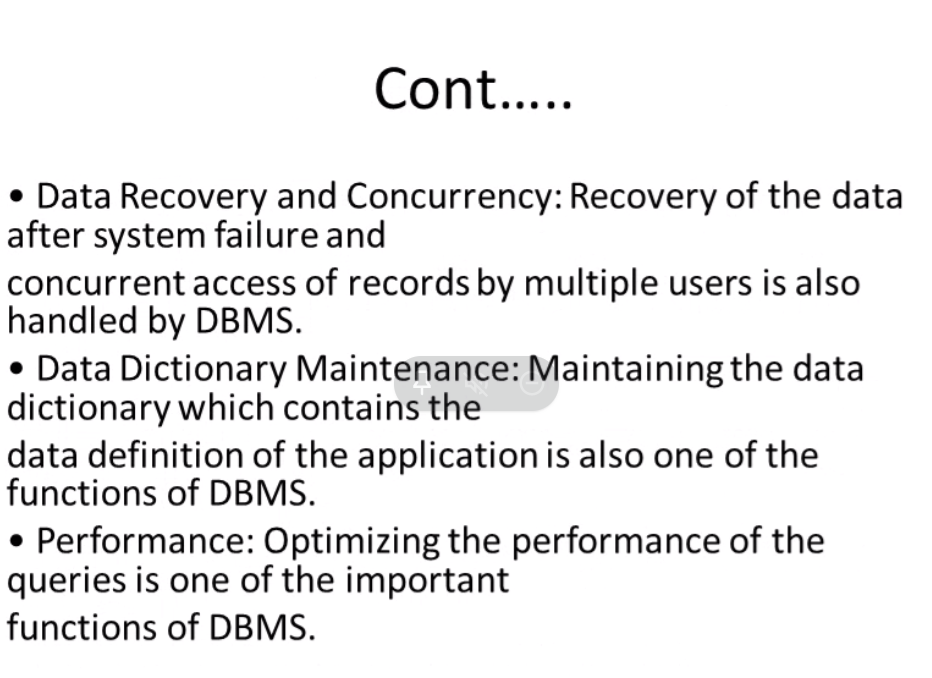 Cont…..
• Data Recovery and Concurrency: Recovery of the data
after system failure and
concurrent access of records by multiple users is also
handled by DBMS.
• Data Dictionary Maintenance: Maintaining the data
dictionary which contains the
data definition of the application is also one of the
functions of DBMS.
• Performance: Optimizing the performance of the
queries is one of the important
functions of DBMS.